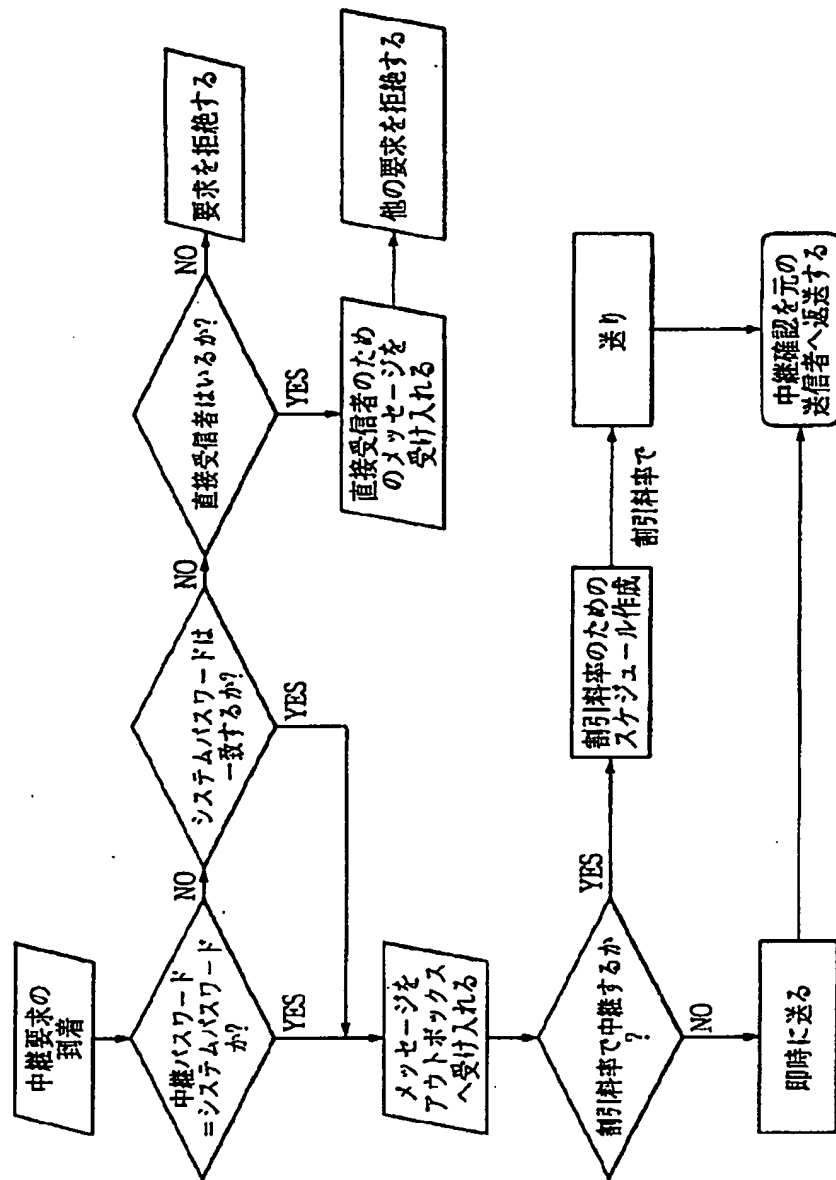 中継要求の
到着
中継パスワード
=システムパスワード
か?
NO
YES
システムパスワードは
一致するか?
NO
YES
直接受信者はいるか?
NO
YES
要求を拒絶する
直接受信者のため
のメッセージを
受け入れる
他の要求を拒絶する
メッセージを
アウトボックス
へ受け入れる
割引料率で中継するか
?
YES
NO
割引料率のための
スケジュール作成
割引料率で
送り
即時に送る
中継確認を元の
送信者へ返送する